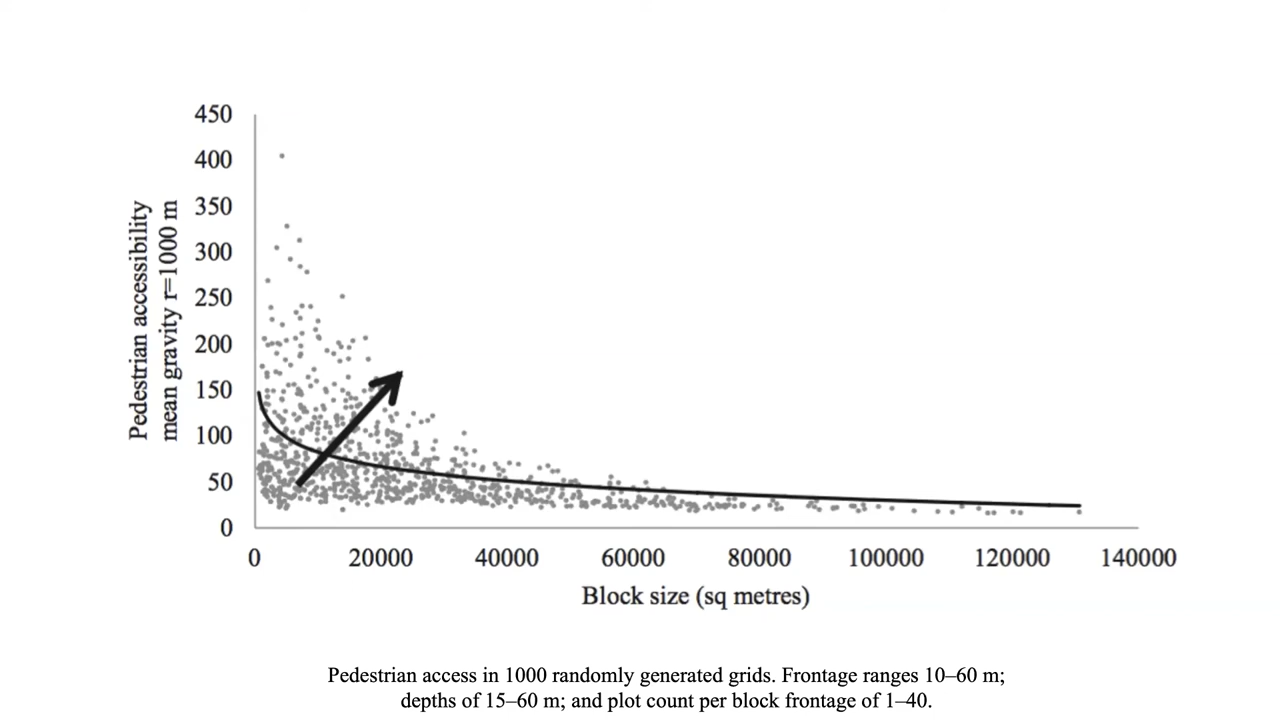 450
400
350
300
250
200
150
100
50
0
Pedestrian accessibility
mean gravity r=1000 m
0 20000 40000 60000 80000 100000 120000 140000
Block size (sq metres)
Pedestrian access in 1000 randomly generated grids. Frontage ranges 10–60 m;
depths of 15–60 m; and plot count per block frontage of 1–40.